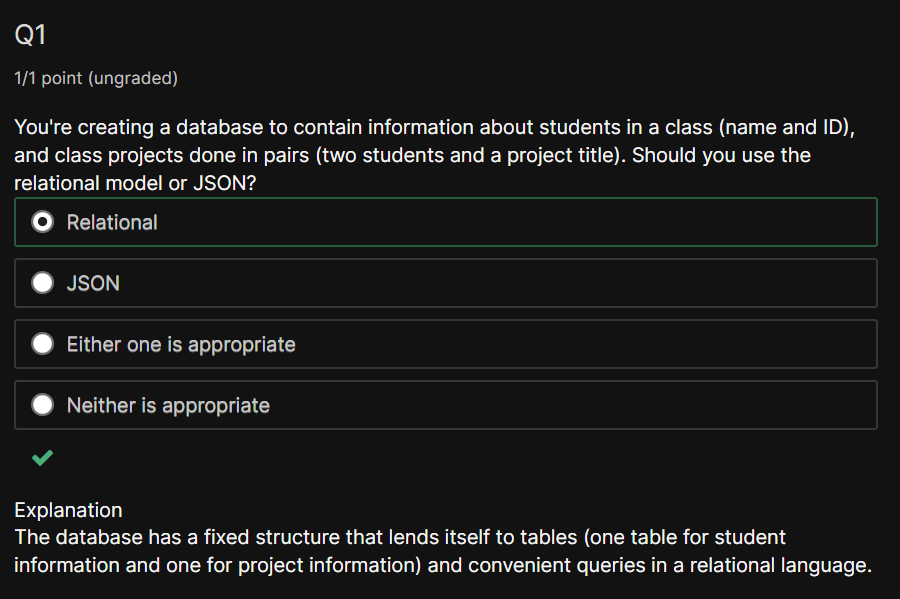 Q1
1/1 point (ungraded)
You're creating a database to contain information about students in a class (name and ID),
and class projects done in pairs (two students and a project title). Should you use the
relational model or JSON?
Relational
JSON
Either one is appropriate
Neither is appropriate
Explanation
The database has a fixed structure that lends itself to tables (one table for student
information and one for project information) and convenient queries in a relational language.